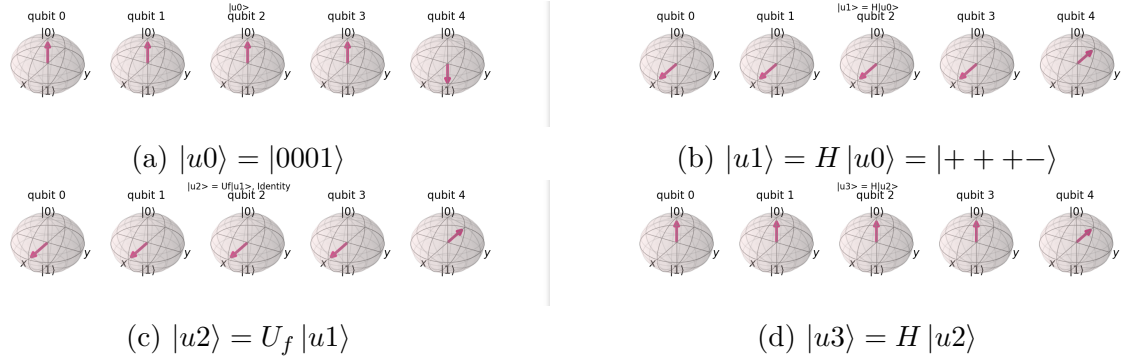 |u0>
qubit 0 qubit 1 qubit 2 qubit 3 qubit 4
|0⟩ |0⟩ |0⟩ |0⟩ |0⟩
x y
|1⟩ |1⟩ |1⟩ |1⟩ |1⟩
(a) |u0⟩ = |0001⟩
|u1> = H|u0>
qubit 0 qubit 1 qubit 2 qubit 3 qubit 4
|0⟩ |0⟩ |0⟩ |0⟩ |0⟩
x x x x x y
|1⟩ |1⟩ |1⟩ |1⟩ |1⟩
(b) |u1⟩ = H |u0⟩ = |+ + +−⟩
|u2> = Uf|u1>, Identity
qubit 0 qubit 1 qubit 2 qubit 3 qubit 4
|0⟩ |0⟩ |0⟩ |0⟩ |0⟩
x x x x x y
|1⟩ |1⟩ |1⟩ |1⟩ |1⟩
(c) |u2⟩ = U_f |u1⟩
|u3> = H|u2>
qubit 0 qubit 1 qubit 2 qubit 3 qubit 4
|0⟩ |0⟩ |0⟩ |0⟩ |0⟩
x x x x x y
|1⟩ |1⟩ |1⟩ |1⟩ |1⟩
(d) |u3⟩ = H |u2⟩